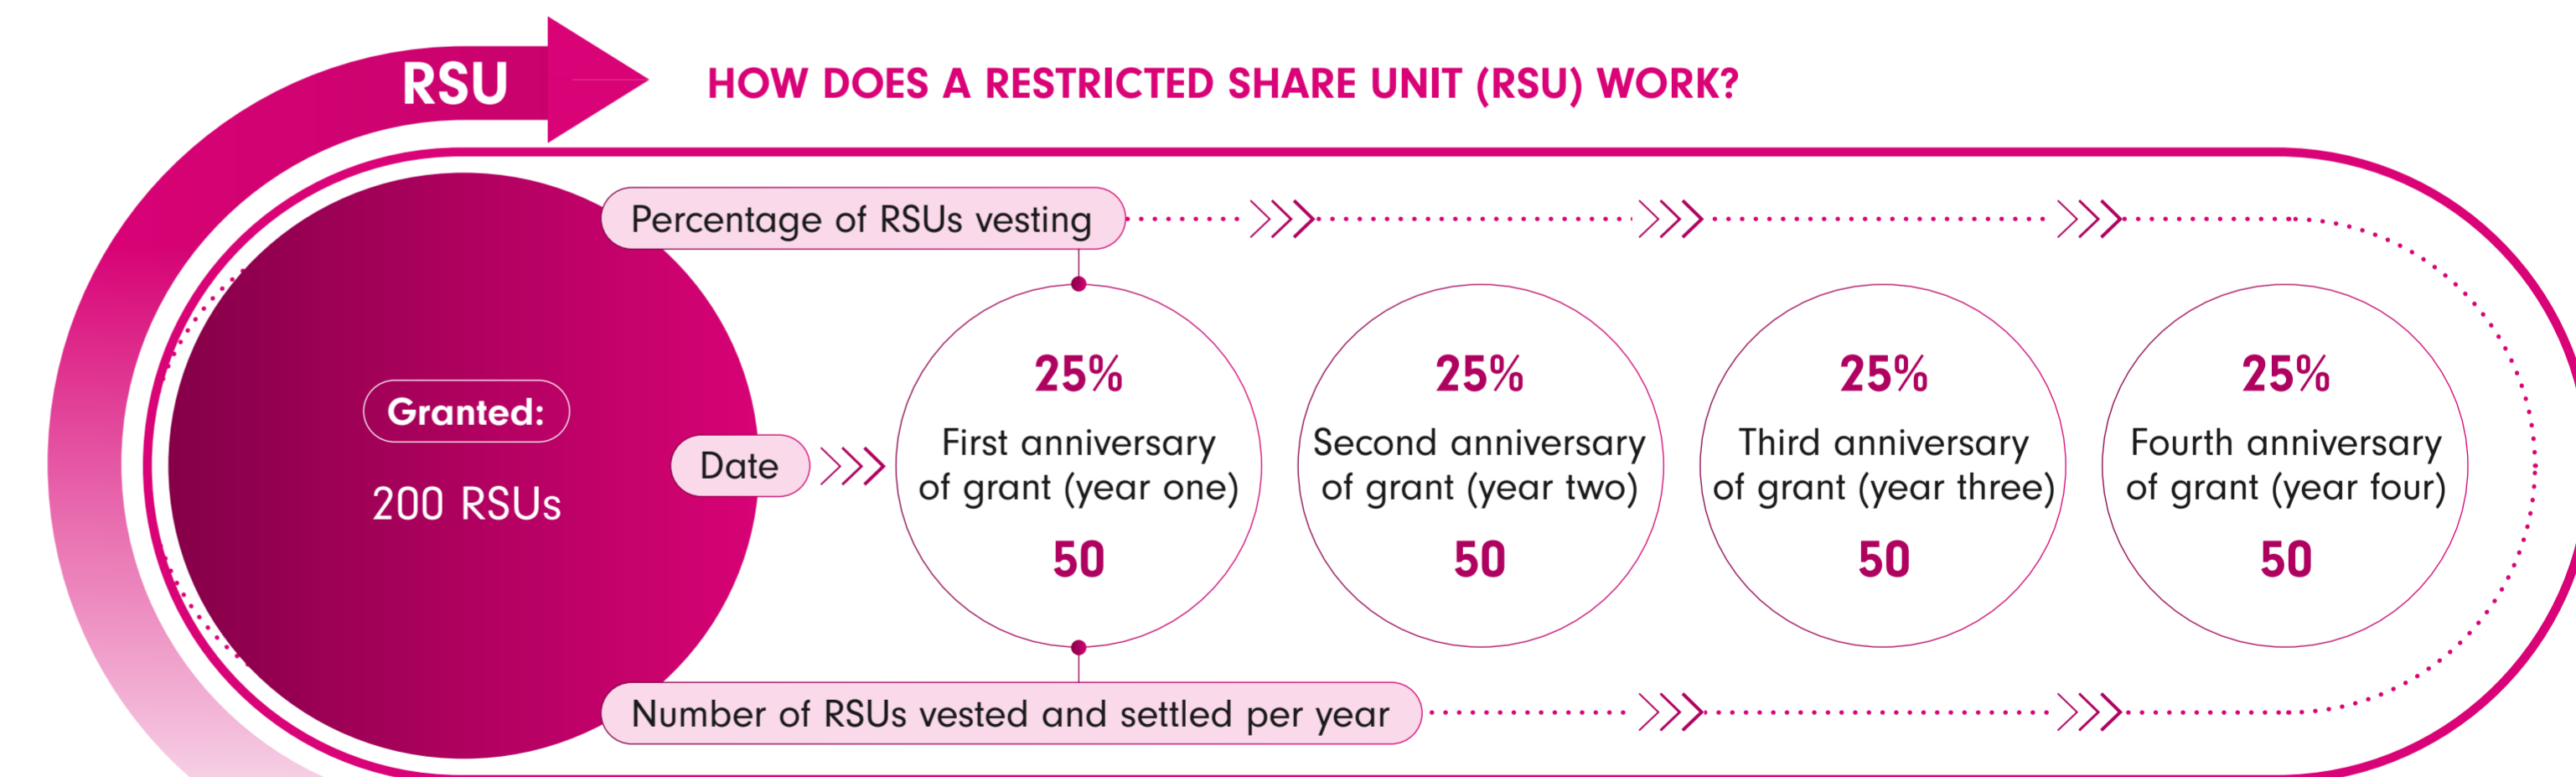 RSU
HOW DOES A RESTRICTED SHARE UNIT (RSU) WORK?
Percentage of RSUs vesting
Granted:
200 RSUs
Date
25%
First anniversary
of grant (year one)
50
25%
Second anniversary
of grant (year two)
50
25%
Third anniversary
of grant (year three)
50
25%
Fourth anniversary
of grant (year four)
50
Number of RSUs vested and settled per year